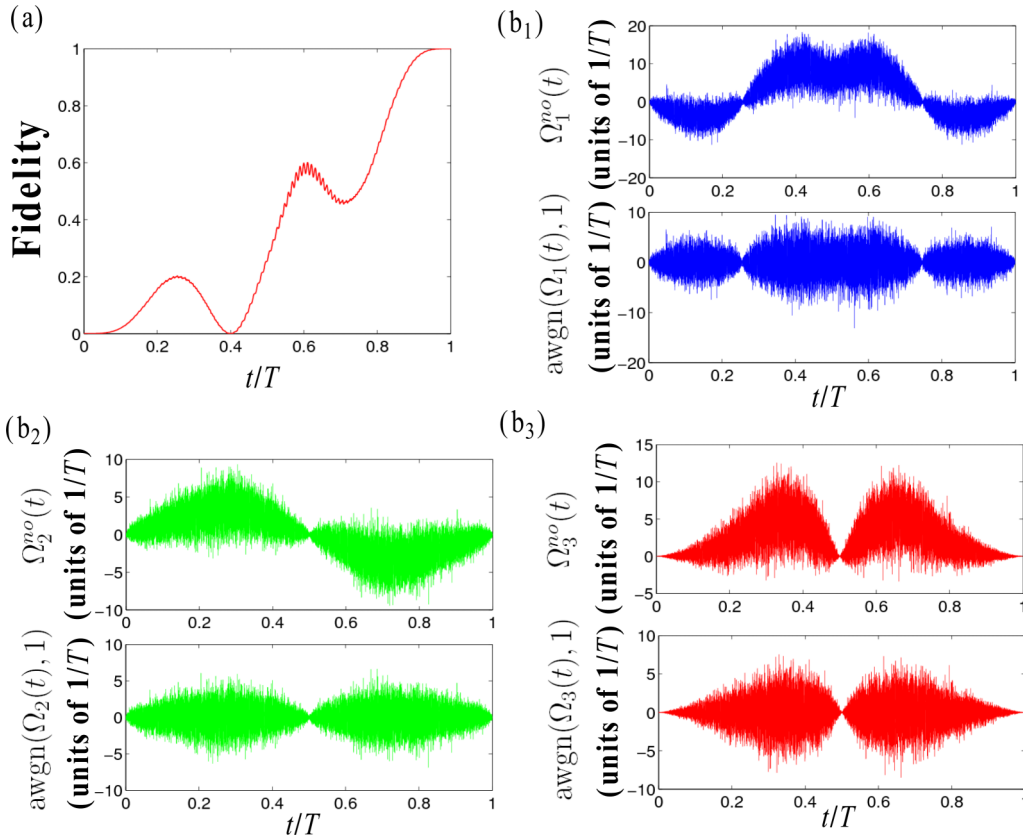 (a)
Fidelity
1
0.8
0.6
0.4
0.2
0
0 0.2 0.4 0.6 0.8 1
t/T
(b₁)
Ω₁ⁿᵒ(t)
(units of 1/T)
20
10
0
−10
−20
0 0.2 0.4 0.6 0.8 1
awgn(Ω₁(t), 1)
(units of 1/T)
10
0
−10
−20
0 0.2 0.4 0.6 0.8 1
t/T
(b₂)
Ω₂ⁿᵒ(t)
(units of 1/T)
10
5
0
−5
−10
0 0.2 0.4 0.6 0.8 1
awgn(Ω₂(t), 1)
(units of 1/T)
10
5
0
−5
−10
0 0.2 0.4 0.6 0.8 1
t/T
(b₃)
Ω₃ⁿᵒ(t)
(units of 1/T)
15
10
5
0
−5
0 0.2 0.4 0.6 0.8 1
awgn(Ω₃(t), 1)
(units of 1/T)
10
5
0
−5
−10
0 0.2 0.4 0.6 0.8 1
t/T